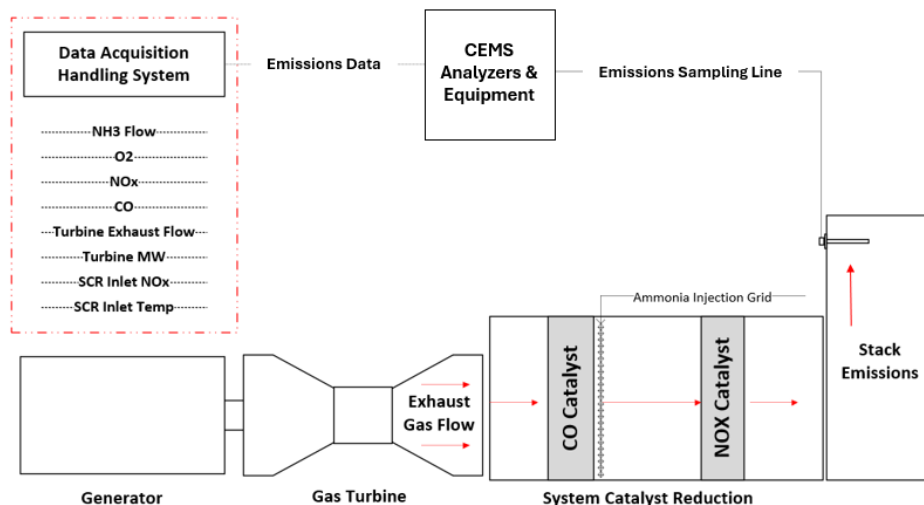 Data Acquisition
Handling System
Emissions Data
CEMS
Analyzers &
Equipment
Emissions Sampling Line
NH3 Flow
O2
NOx
CO
Turbine Exhaust Flow
Turbine MW
SCR Inlet NOx
SCR Inlet Temp
Ammonia Injection Grid
Exhaust
Gas Flow
CO Catalyst
NOX Catalyst
Stack
Emissions
Generator
Gas Turbine
System Catalyst Reduction